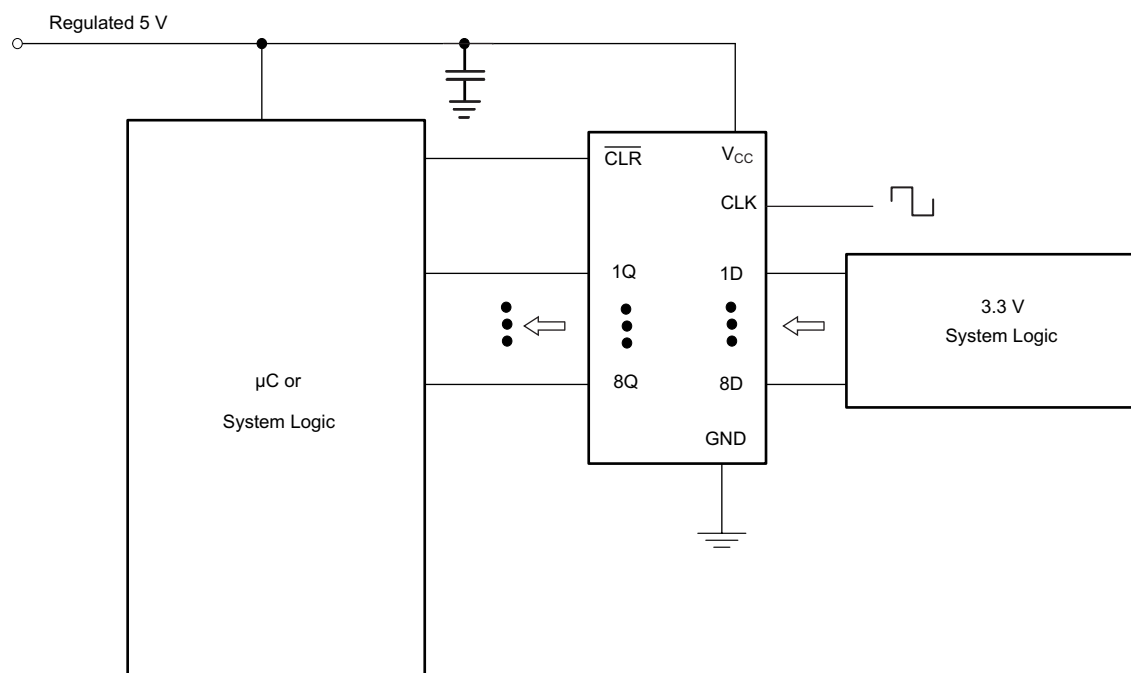 Regulated 5 V
CLR
VCC
CLK
1Q
1D
3.3 V
System Logic
8Q
8D
µC or
System Logic
GND